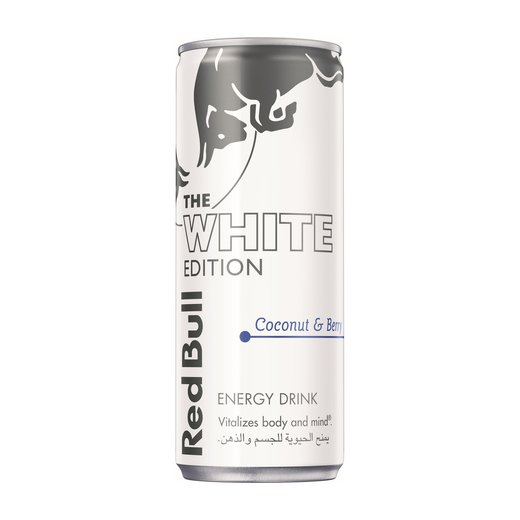 THE
WHITE
EDITION
Red Bull
Coconut & Berry
ENERGY DRINK
Vitalizes body and mind®.
يمنح الحيوية للجسم والذهن.